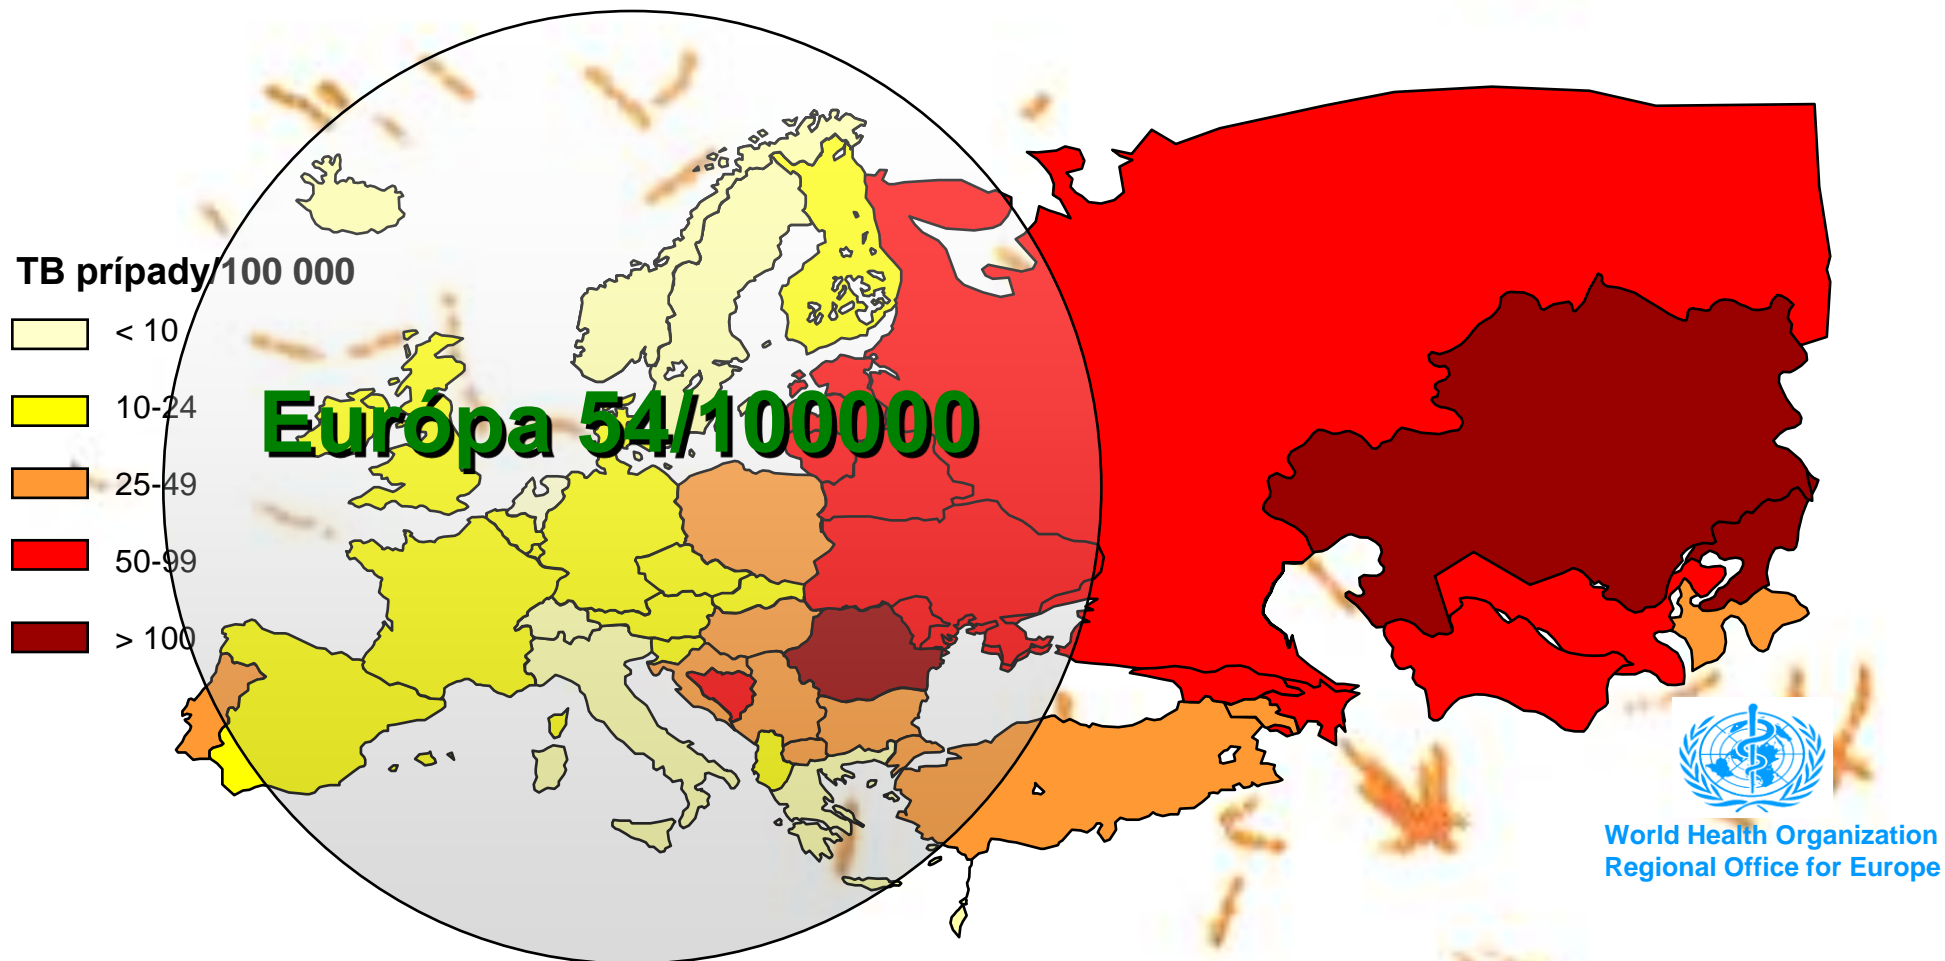 TB prípady/100 000
< 10
10-24
25-49
50-99
> 100
Európa 54/100000
World Health Organization
Regional Office for Europe